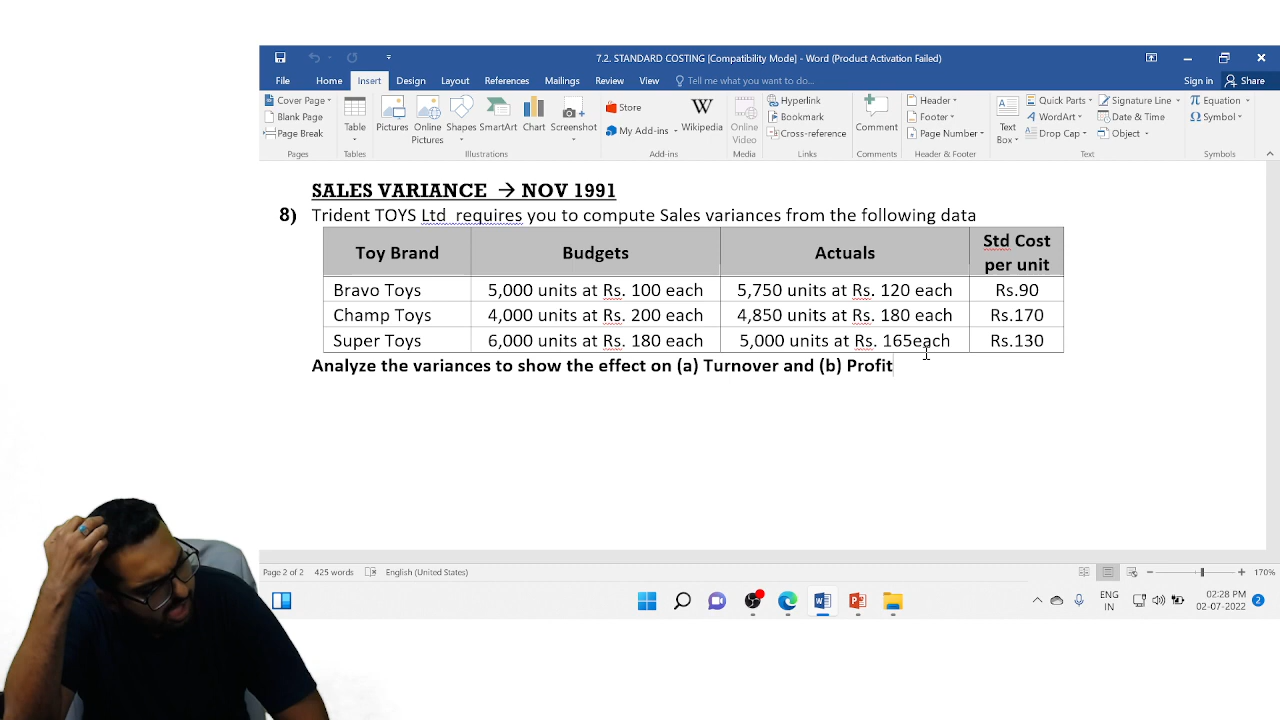 7.2. STANDARD COSTING [Compatibility Mode] - Word (Product Activation Failed)
File Home Insert Design Layout References Mailings Review View Tell me what you want to do... Sign in Share
Cover Page
Blank Page
Page Break
Pages
Table
Tables
Pictures
Online Pictures
Shapes
SmartArt
Chart
Screenshot
Illustrations
Store
My Add-ins
Wikipedia
Add-ins
Online Video
Media
Hyperlink
Bookmark
Cross-reference
Links
Comment
Comments
Header
Footer
Page Number
Header & Footer
Text Box
Quick Parts
WordArt
Drop Cap
Signature Line
Date & Time
Object
Text
Equation
Symbol
Symbols
SALES VARIANCE → NOV 1991
8) Trident TOYS Ltd requires you to compute Sales variances from the following data
Toy Brand Budgets Actuals Std Cost per unit
Bravo Toys 5,000 units at Rs. 100 each 5,750 units at Rs. 120 each Rs.90
Champ Toys 4,000 units at Rs. 200 each 4,850 units at Rs. 180 each Rs.170
Super Toys 6,000 units at Rs. 180 each 5,000 units at Rs. 165each Rs.130
Analyze the variances to show the effect on (a) Turnover and (b) Profit
Page 2 of 2 425 words English (United States) 170%
ENG IN 02:28 PM 02-07-2022 2